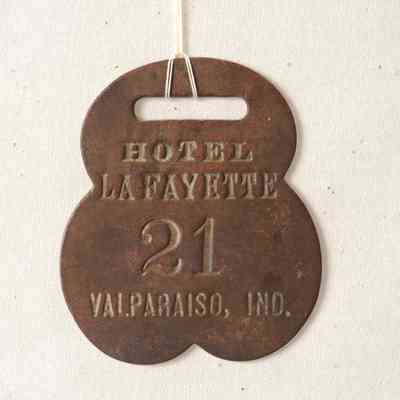 HOTEL
LA FAYETTE
21
VALPARAISO, IND.